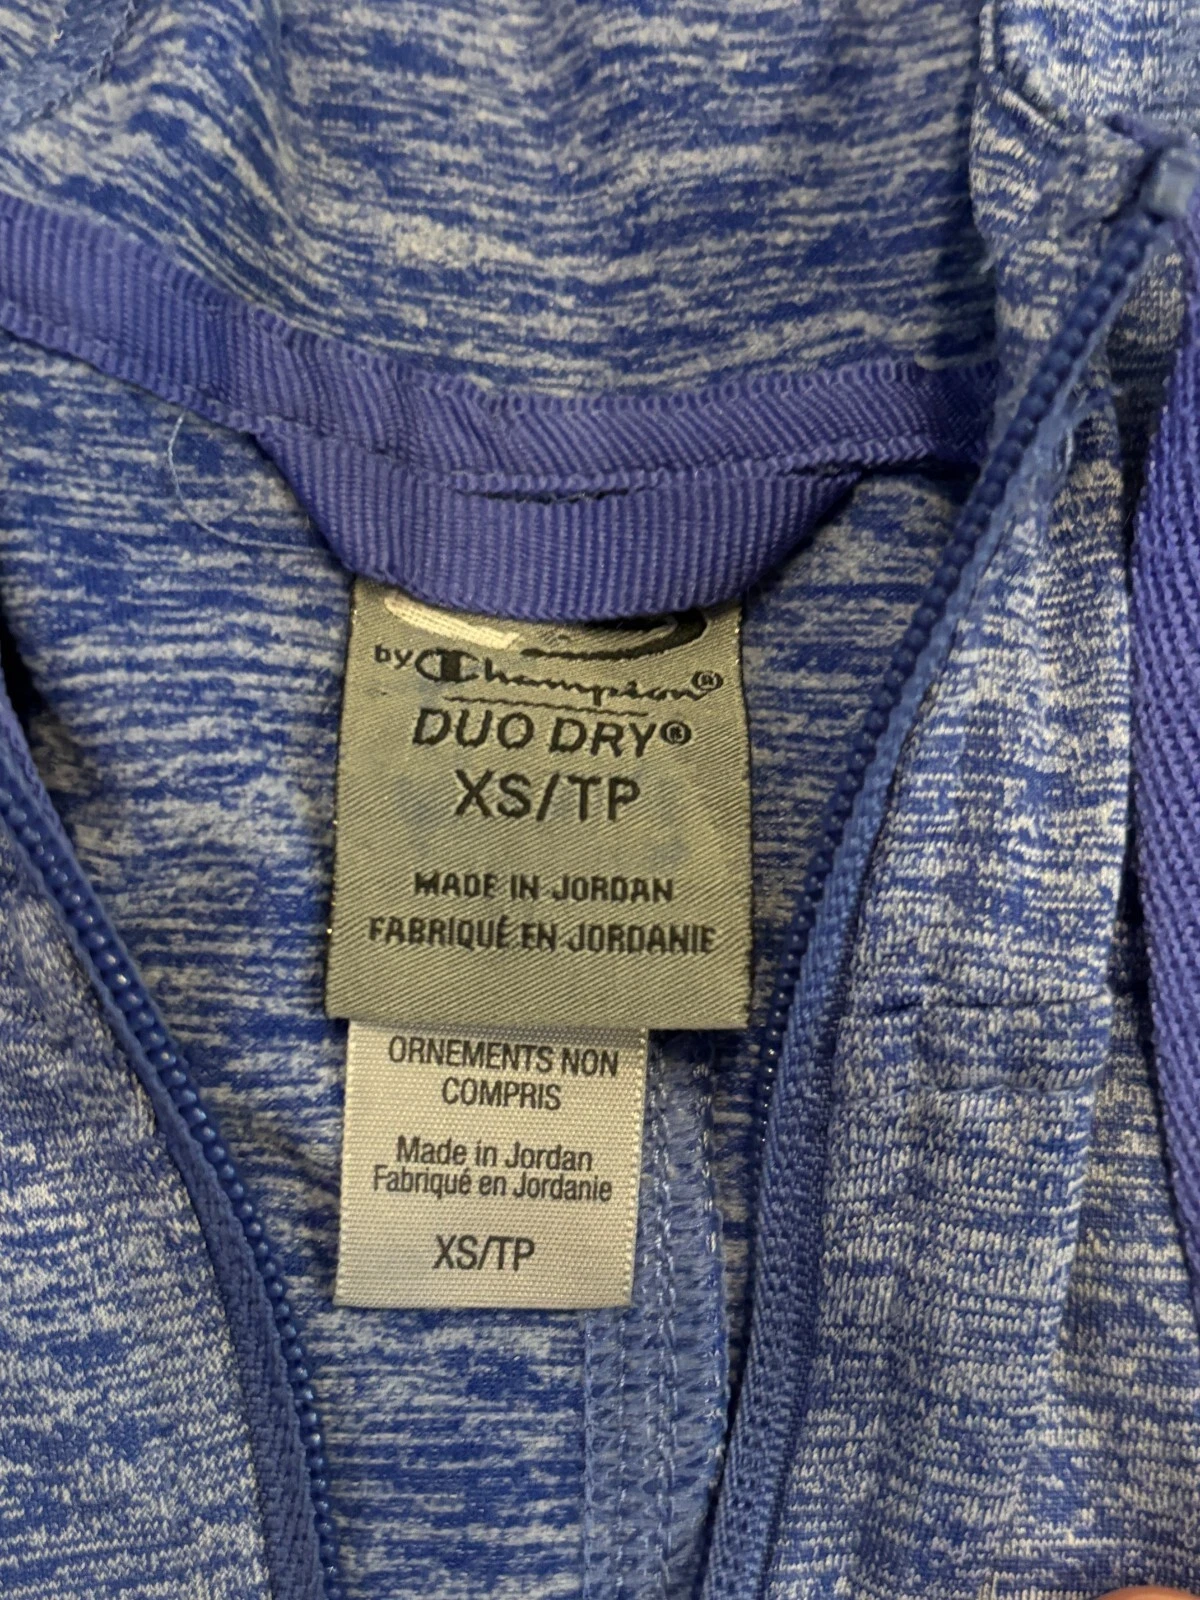 by Champion®
DUO DRY®
XS/TP
MADE IN JORDAN
FABRIQUÉ EN JORDANIE
ORNEMENTS NON
COMPRIS
Made in Jordan
Fabriqué en Jordanie
XS/TP